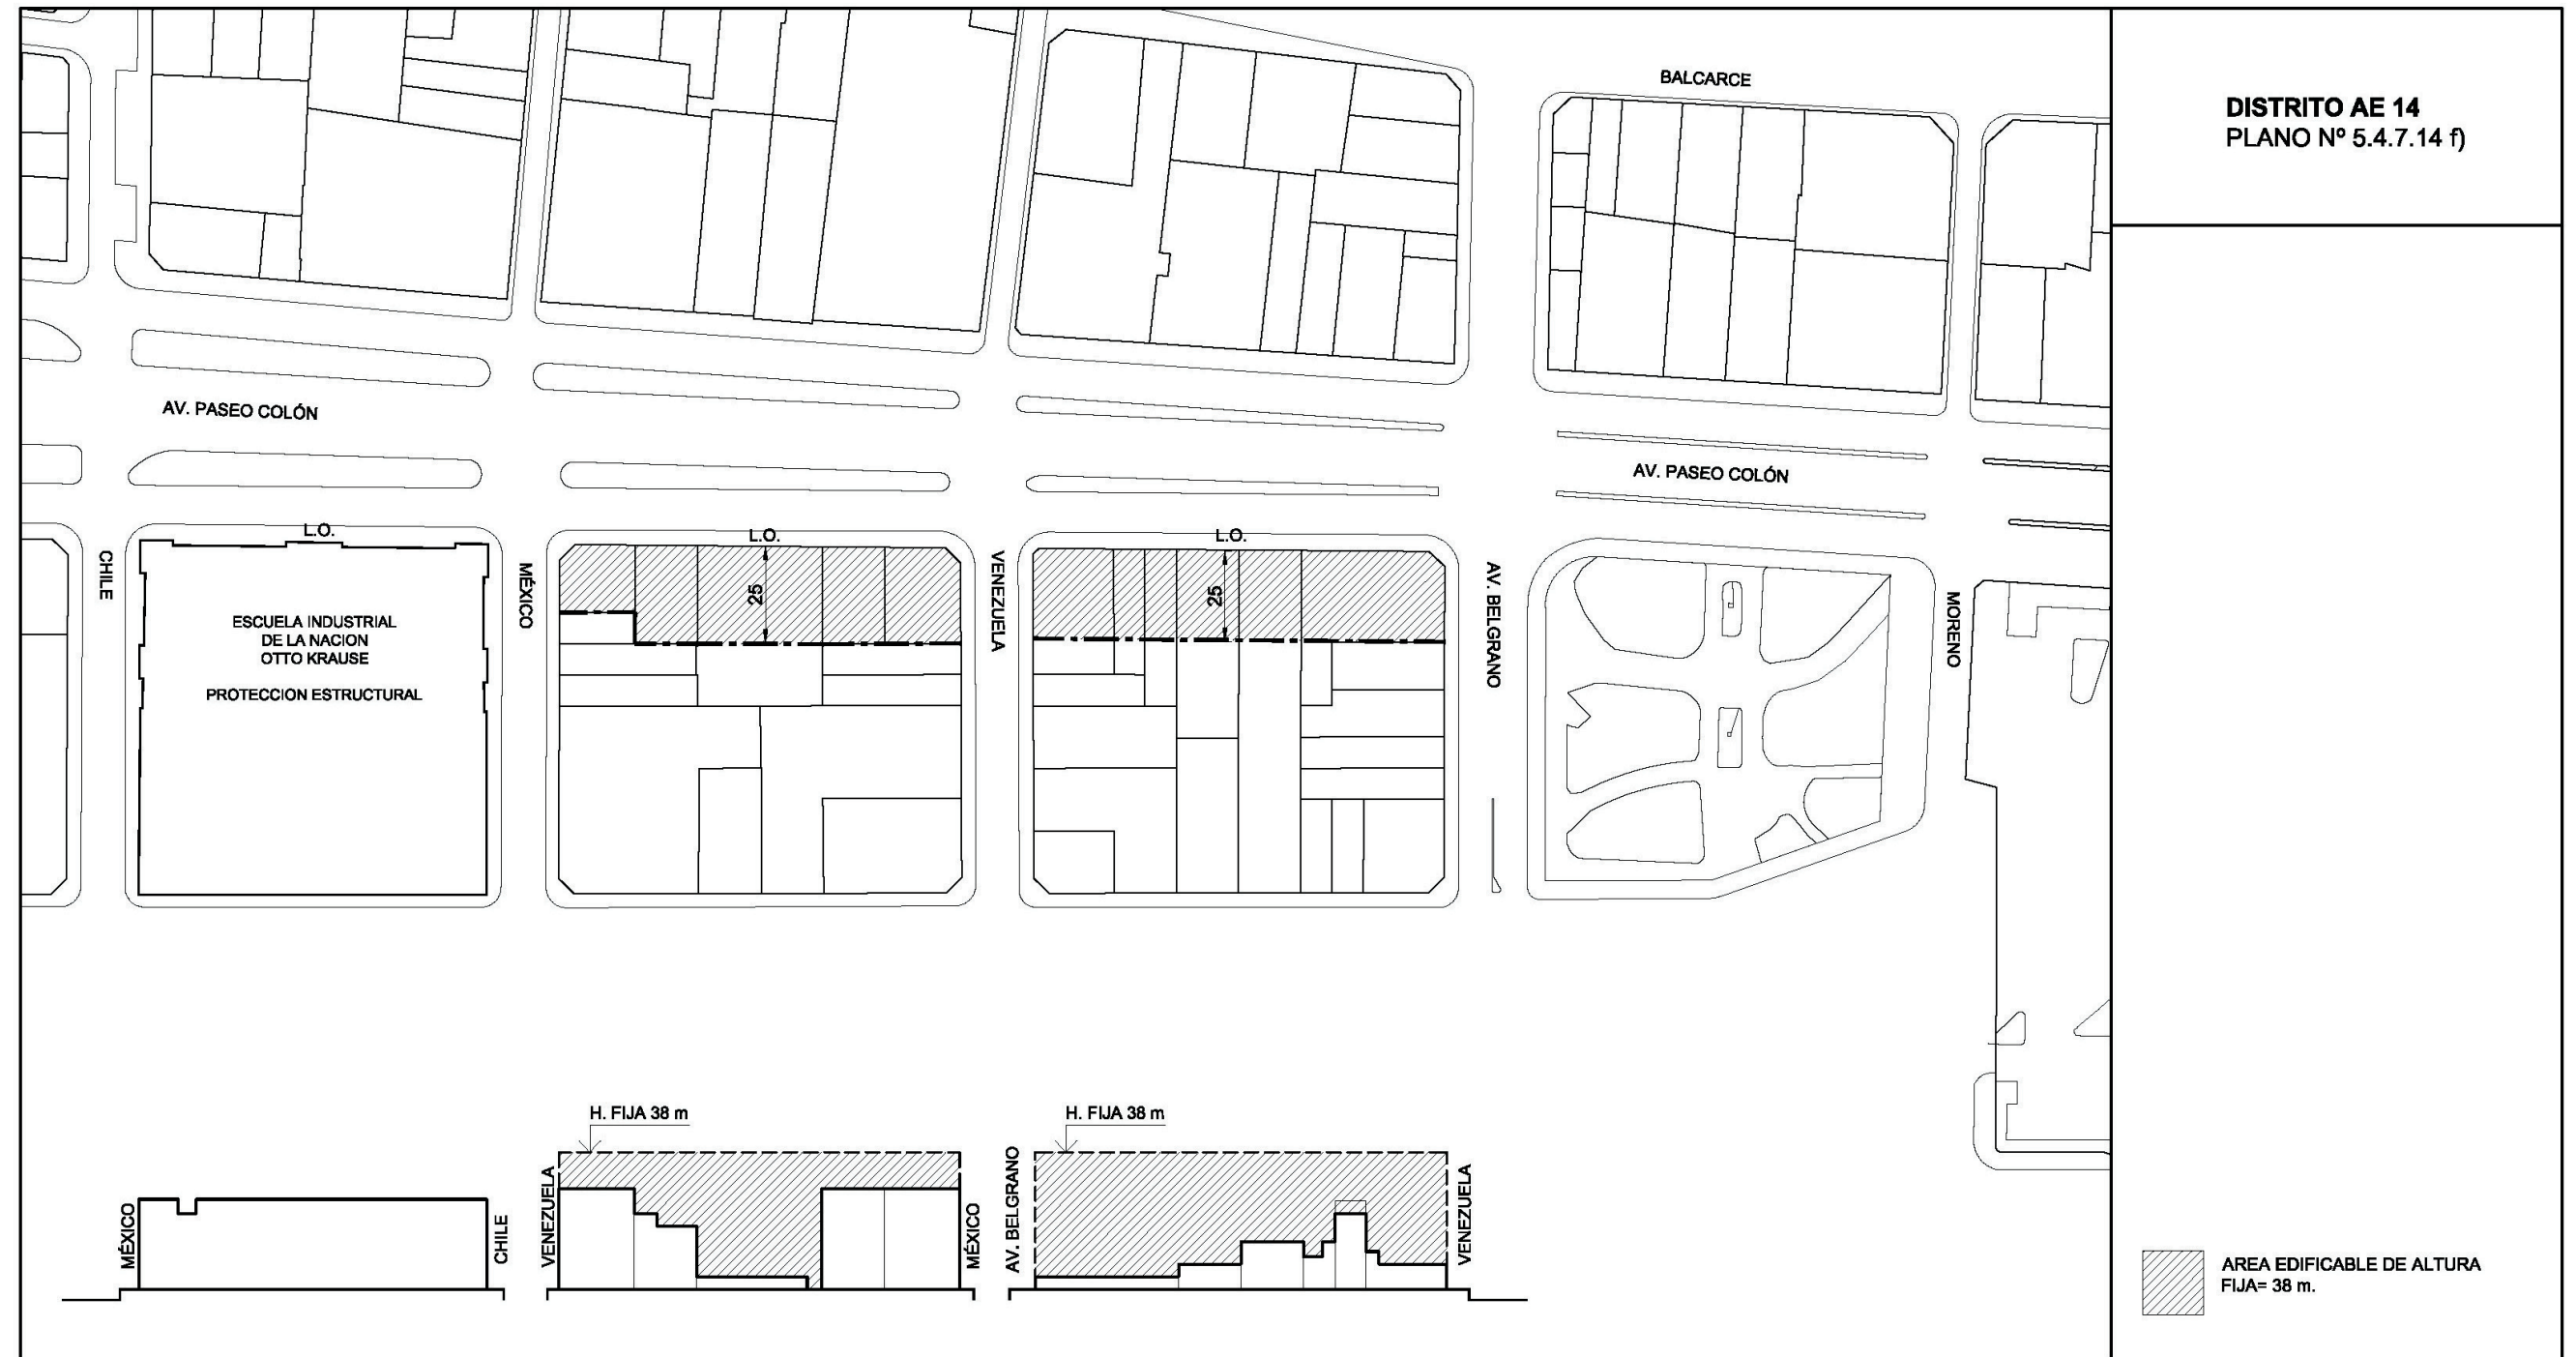 BALCARCE
DISTRITO AE 14
PLANO Nº 5.4.7.14 f)
AV. PASEO COLÓN
AV. PASEO COLÓN
L.O.
L.O.
L.O.
CHILE
MÉXICO
VENEZUELA
AV. BELGRANO
MORENO
25
25
ESCUELA INDUSTRIAL
DE LA NACION
OTTO KRAUSE
PROTECCION ESTRUCTURAL
H. FIJA 38 m
H. FIJA 38 m
MÉXICO
CHILE
VENEZUELA
MÉXICO
AV. BELGRANO
VENEZUELA
AREA EDIFICABLE DE ALTURA
FIJA= 38 m.